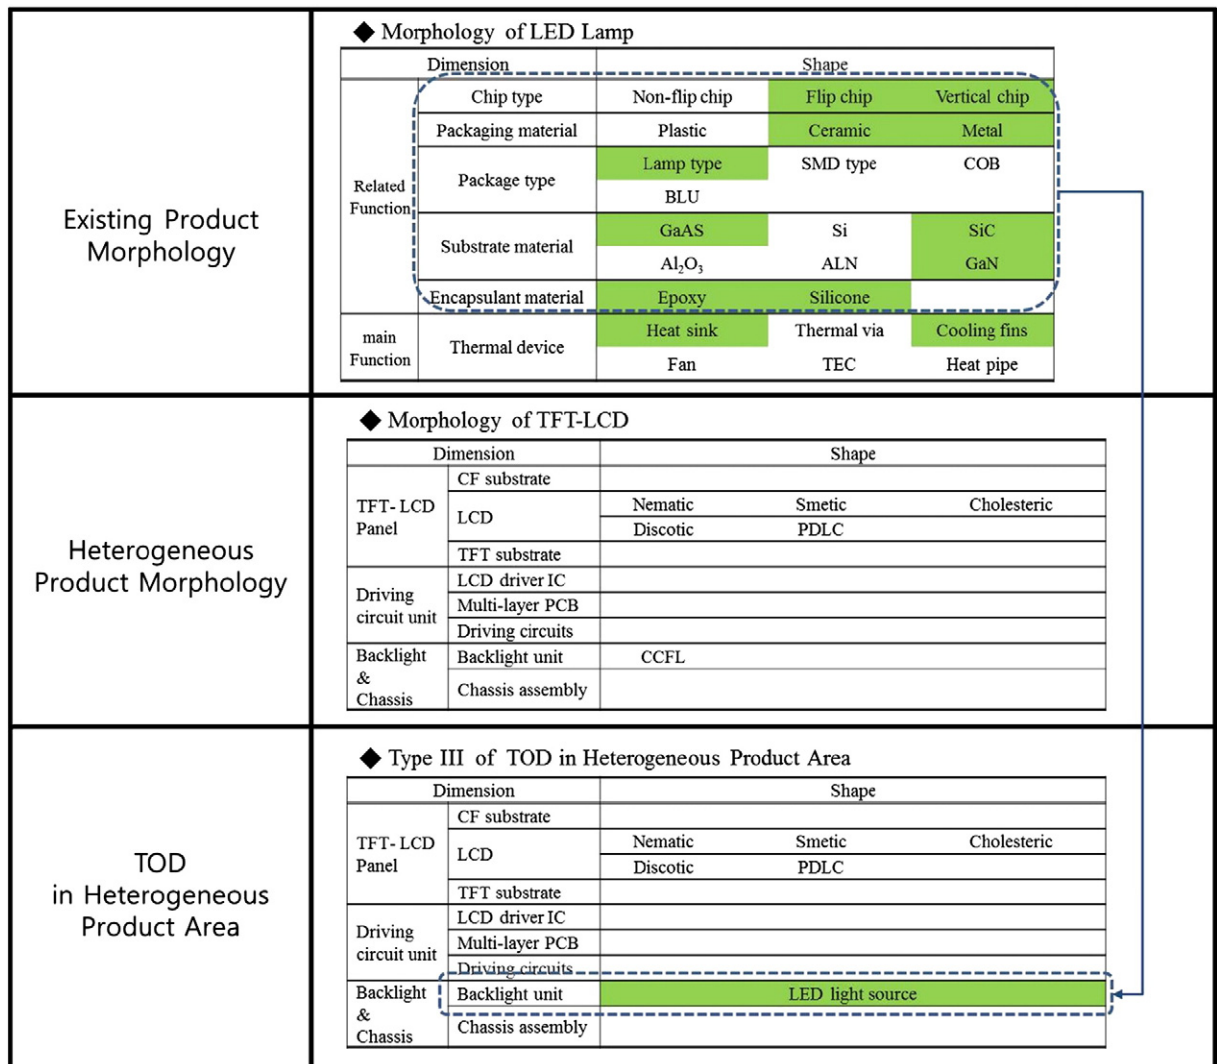 Existing Product
Morphology
◆ Morphology of LED Lamp
Dimension Shape
Related
Function
Chip type Non-flip chip Flip chip Vertical chip
Packaging material Plastic Ceramic Metal
Package type Lamp type SMD type COB
BLU
Substrate material GaAS Si SiC
Al₂O₃ ALN GaN
Encapsulant material Epoxy Silicone
main
Function
Thermal device Heat sink Thermal via Cooling fins
Fan TEC Heat pipe
Heterogeneous
Product Morphology
◆ Morphology of TFT-LCD
Dimension Shape
TFT- LCD
Panel
CF substrate
LCD Nematic Smetic Cholesteric
Discotic PDLC
TFT substrate
Driving
circuit unit
LCD driver IC
Multi-layer PCB
Driving circuits
Backlight
&
Chassis
Backlight unit CCFL
Chassis assembly
TOD
in Heterogeneous
Product Area
◆ Type III of TOD in Heterogeneous Product Area
Dimension Shape
TFT- LCD
Panel
CF substrate
LCD Nematic Smetic Cholesteric
Discotic PDLC
TFT substrate
Driving
circuit unit
LCD driver IC
Multi-layer PCB
Driving circuits
Backlight
&
Chassis
Backlight unit LED light source
Chassis assembly